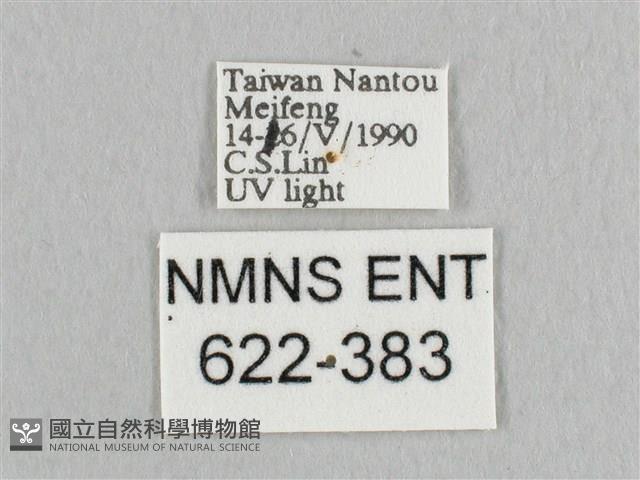 Taiwan Nantou
Meifeng
14-16/V/1990
C.S.Lin
UV light
NMNS ENT
622-383
國立自然科學博物館
NATIONAL MUSEUM OF NATURAL SCIENCE